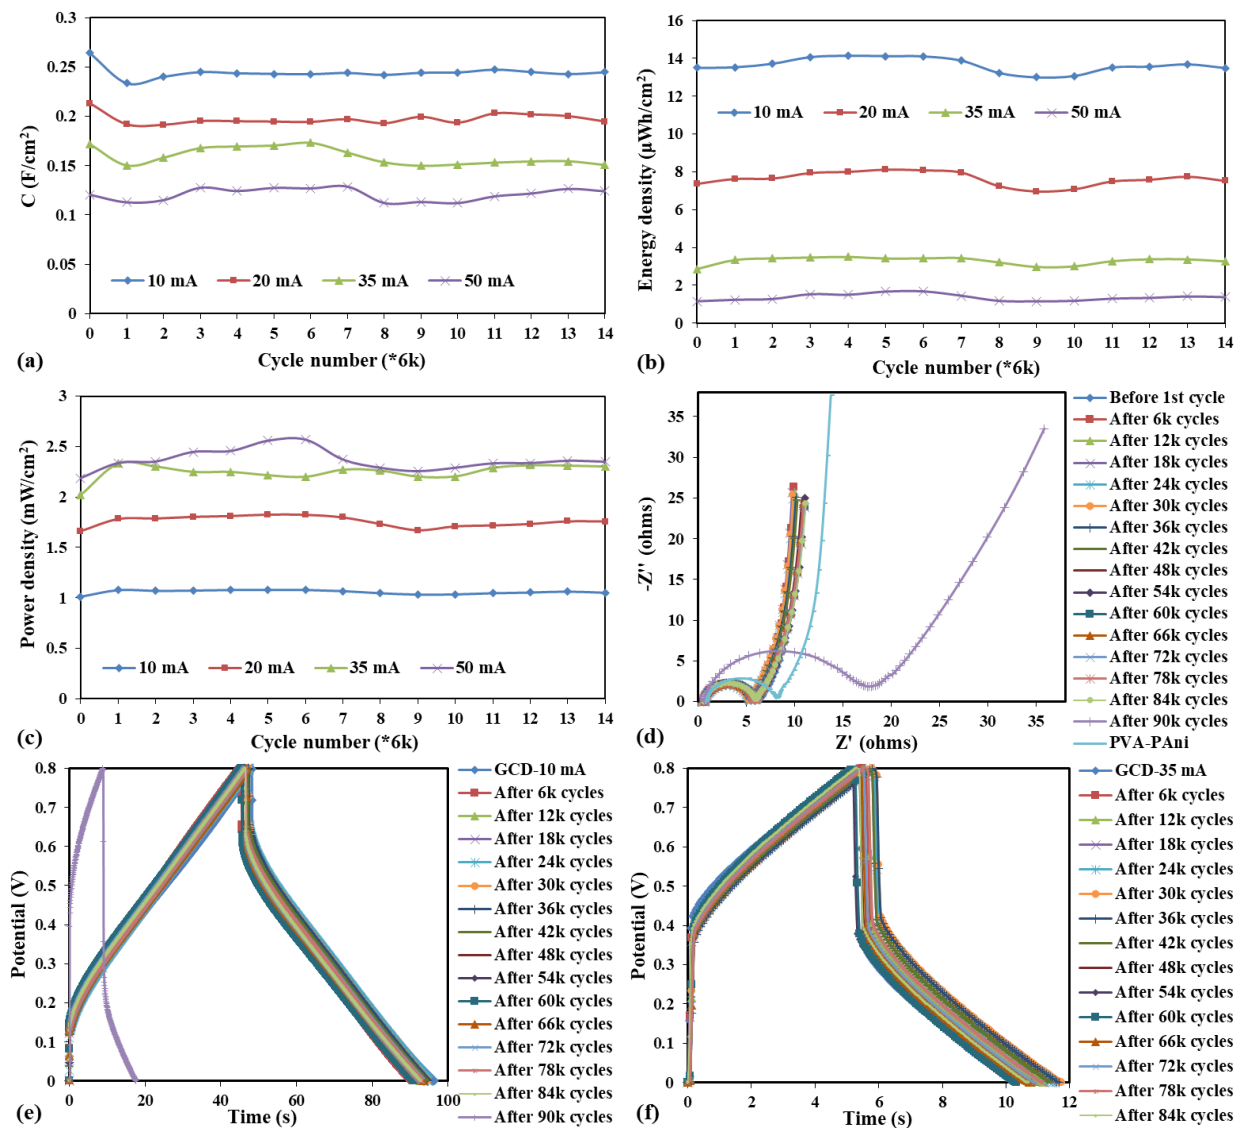 0.3
0.25
0.2
0.15
0.1
0.05
0
C (F/cm2)
10 mA 20 mA 35 mA 50 mA
0 1 2 3 4 5 6 7 8 9 10 11 12 13 14
(a) Cycle number (*6k)
16
14
12
10
8
6
4
2
0
Energy density (µWh/cm2)
10 mA 20 mA 35 mA 50 mA
0 1 2 3 4 5 6 7 8 9 10 11 12 13 14
(b) Cycle number (*6k)
3
2.5
2
1.5
1
0.5
0
Power density (mW/cm2)
10 mA 20 mA 35 mA 50 mA
0 1 2 3 4 5 6 7 8 9 10 11 12 13 14
(c) Cycle number (*6k)
35
30
25
20
15
10
5
0
-Z'' (ohms)
0 5 10 15 20 25 30 35
(d) Z' (ohms)
Before 1st cycle
After 6k cycles
After 12k cycles
After 18k cycles
After 24k cycles
After 30k cycles
After 36k cycles
After 42k cycles
After 48k cycles
After 54k cycles
After 60k cycles
After 66k cycles
After 72k cycles
After 78k cycles
After 84k cycles
After 90k cycles
PVA-PAni
0.8
0.7
0.6
0.5
0.4
0.3
0.2
0.1
0
Potential (V)
0 20 40 60 80 100
(e) Time (s)
GCD-10 mA
After 6k cycles
After 12k cycles
After 18k cycles
After 24k cycles
After 30k cycles
After 36k cycles
After 42k cycles
After 48k cycles
After 54k cycles
After 60k cycles
After 66k cycles
After 72k cycles
After 78k cycles
After 84k cycles
After 90k cycles
0.8
0.7
0.6
0.5
0.4
0.3
0.2
0.1
0
Potential (V)
0 2 4 6 8 10 12
(f) Time (s)
GCD-35 mA
After 6k cycles
After 12k cycles
After 18k cycles
After 24k cycles
After 30k cycles
After 36k cycles
After 42k cycles
After 48k cycles
After 54k cycles
After 60k cycles
After 66k cycles
After 72k cycles
After 78k cycles
After 84k cycles